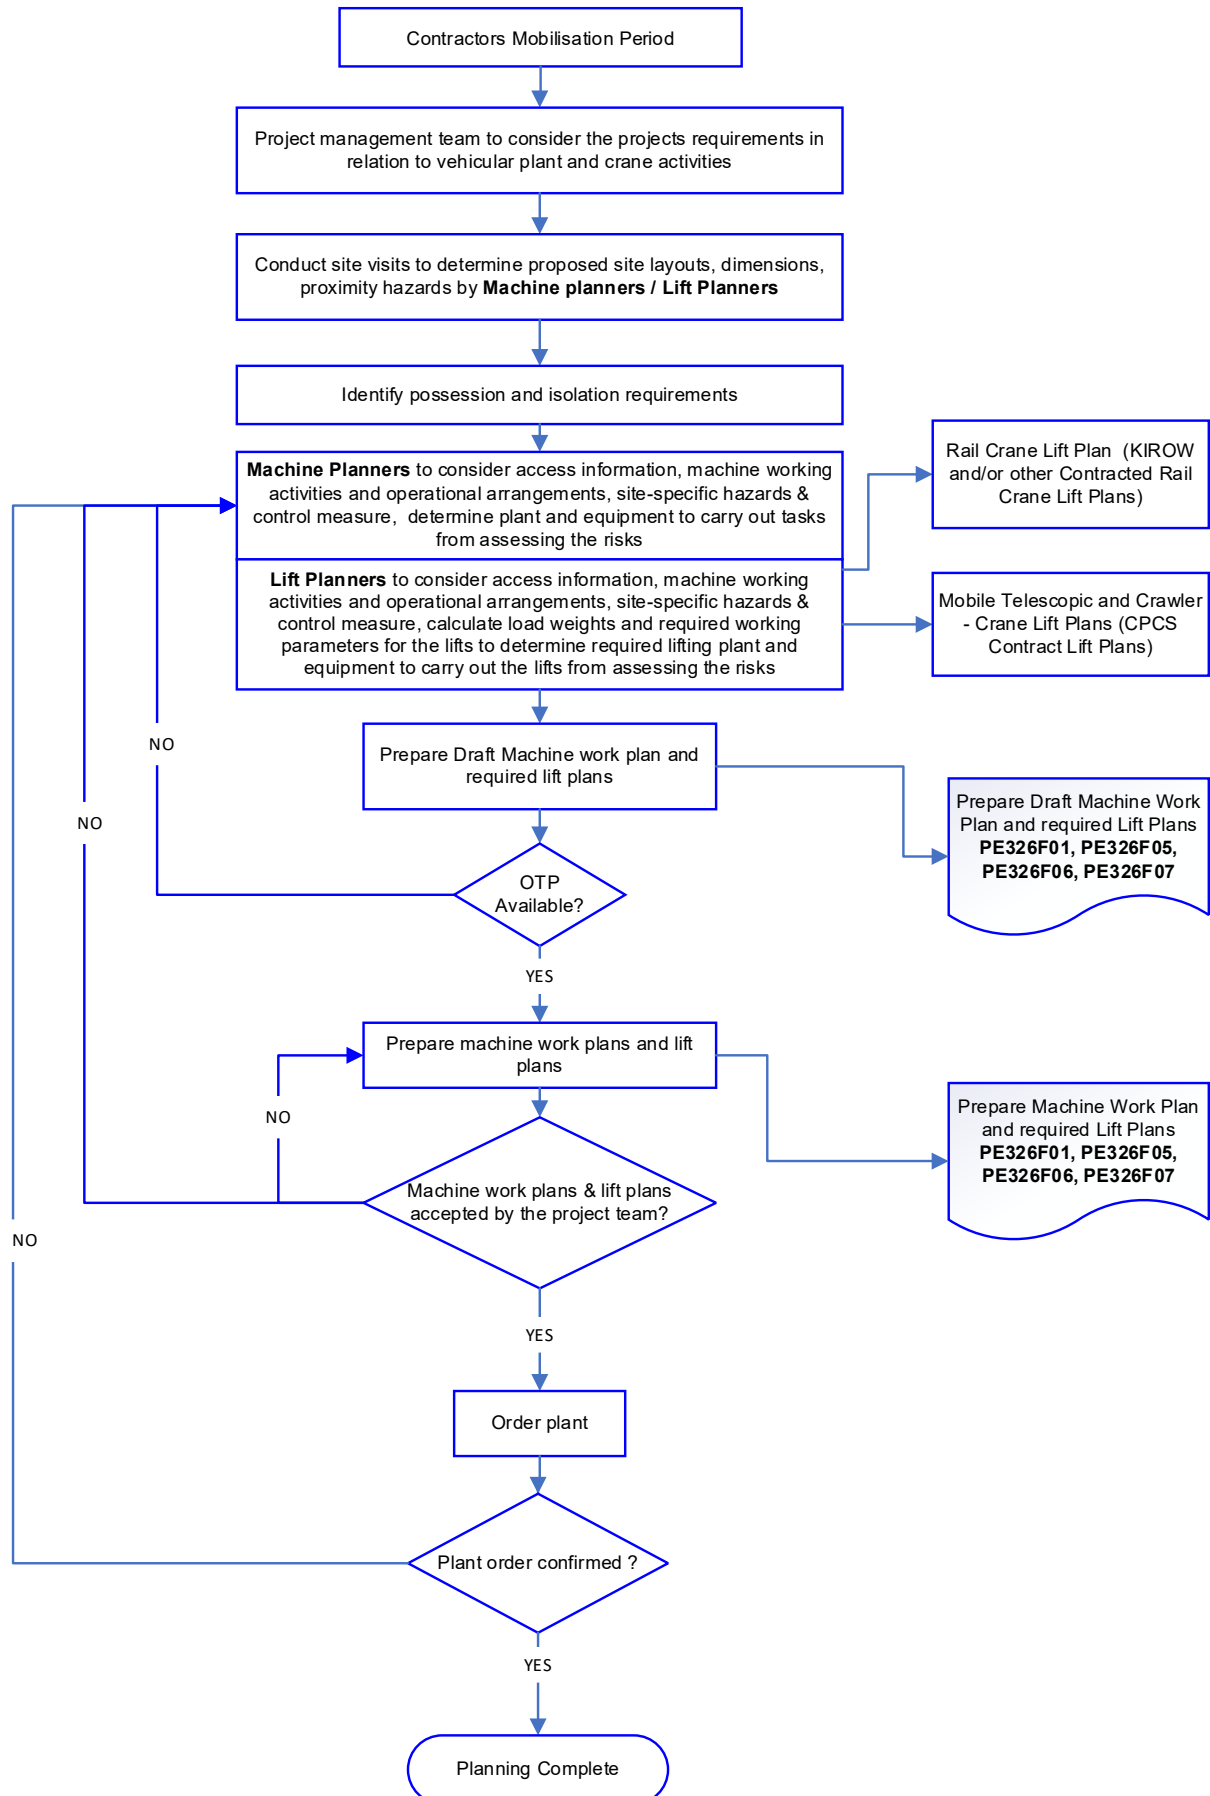 Contractors Mobilisation Period
Project management team to consider the projects requirements in
relation to vehicular plant and crane activities
Conduct site visits to determine proposed site layouts, dimensions,
proximity hazards by Machine planners / Lift Planners
Identify possession and isolation requirements
Machine Planners to consider access information, machine working
activities and operational arrangements, site-specific hazards &
control measure, determine plant and equipment to carry out tasks
from assessing the risks
Lift Planners to consider access information, machine working
activities and operational arrangements, site-specific hazards &
control measure, calculate load weights and required working
parameters for the lifts to determine required lifting plant and
equipment to carry out the lifts from assessing the risks
Rail Crane Lift Plan (KIROW
and/or other Contracted Rail
Crane Lift Plans)
Mobile Telescopic and Crawler
- Crane Lift Plans (CPCS
Contract Lift Plans)
Prepare Draft Machine work plan and
required lift plans
Prepare Draft Machine Work
Plan and required Lift Plans
PE326F01, PE326F05,
PE326F06, PE326F07
OTP
Available?
NO
YES
Prepare machine work plans and lift
plans
Prepare Machine Work Plan
and required Lift Plans
PE326F01, PE326F05,
PE326F06, PE326F07
Machine work plans & lift plans
accepted by the project team?
NO
NO
YES
Order plant
Plant order confirmed ?
NO
YES
Planning Complete